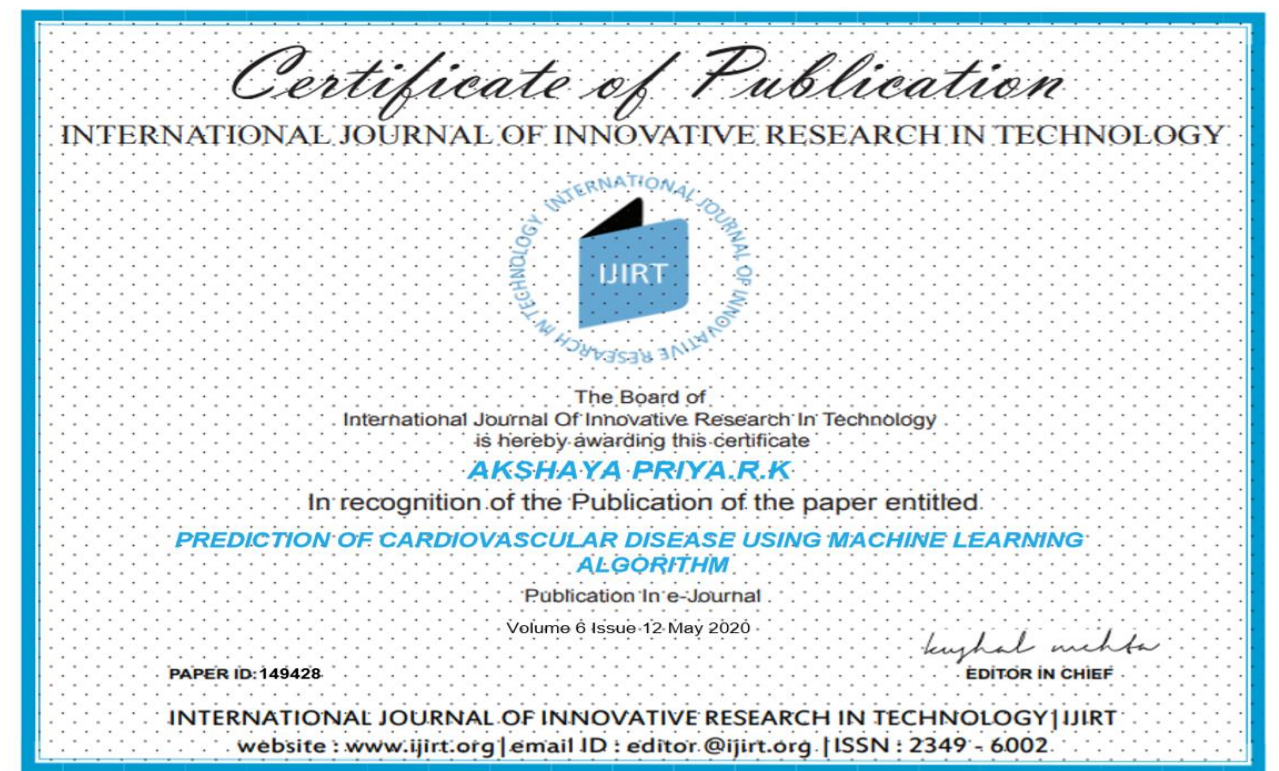 Certificate of Publication
INTERNATIONAL JOURNAL OF INNOVATIVE RESEARCH IN TECHNOLOGY
INTERNATIONAL JOURNAL OF INNOVATIVE RESEARCH IN TECHNOLOGY
IJIRT
The Board of
International Journal Of Innovative Research In Technology
is hereby awarding this certificate
AKSHAYA PRIYA.R.K
In recognition of the Publication of the paper entitled
PREDICTION OF CARDIOVASCULAR DISEASE USING MACHINE LEARNING
ALGORITHM
Publication In e-Journal
Volume 6 Issue 12 May 2020
kushal mehta
PAPER ID:149428
EDITOR IN CHIEF
INTERNATIONAL JOURNAL OF INNOVATIVE RESEARCH IN TECHNOLOGY|IJIRT
website : www.ijirt.org|email ID : editor @ijirt.org | ISSN : 2349 - 6002